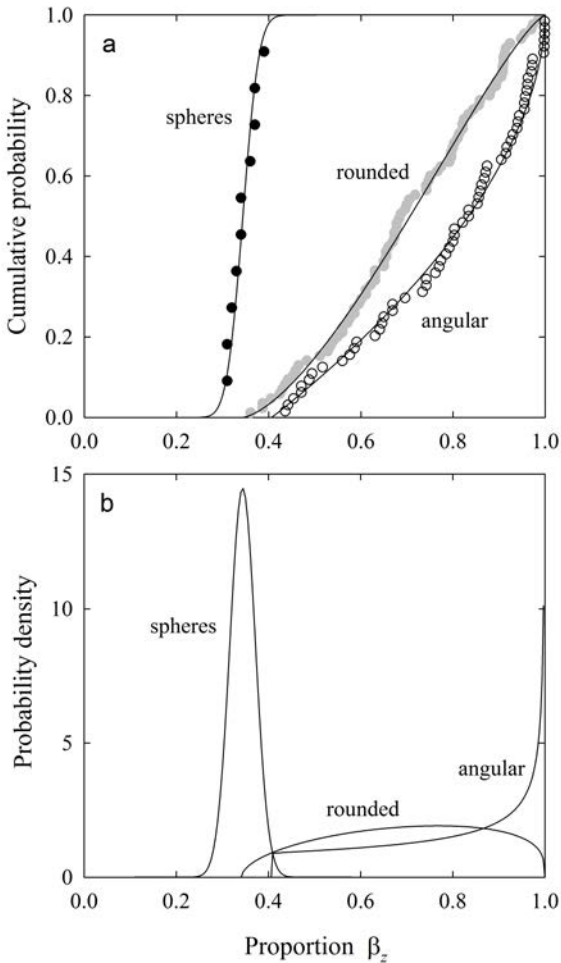 a
1.0
0.8
0.6
0.4
0.2
0.0
Cumulative probability
spheres
rounded
angular
0.0
0.2
0.4
0.6
0.8
1.0
b
15
10
5
0
Probability density
spheres
angular
rounded
0.0
0.2
0.4
0.6
0.8
1.0
Proportion βz